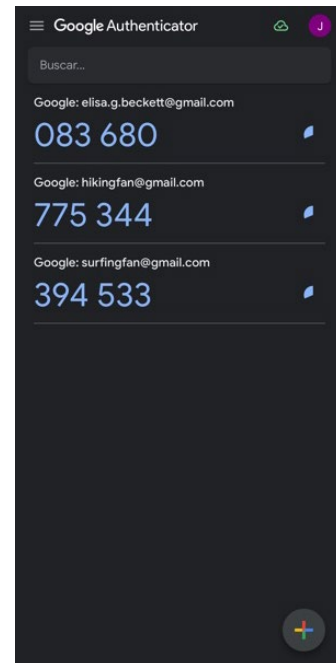 Google Authenticator J
Buscar...
Google: elisa.g.beckett@gmail.com
083 680
Google: hikingfan@gmail.com
775 344
Google: surfingfan@gmail.com
394 533